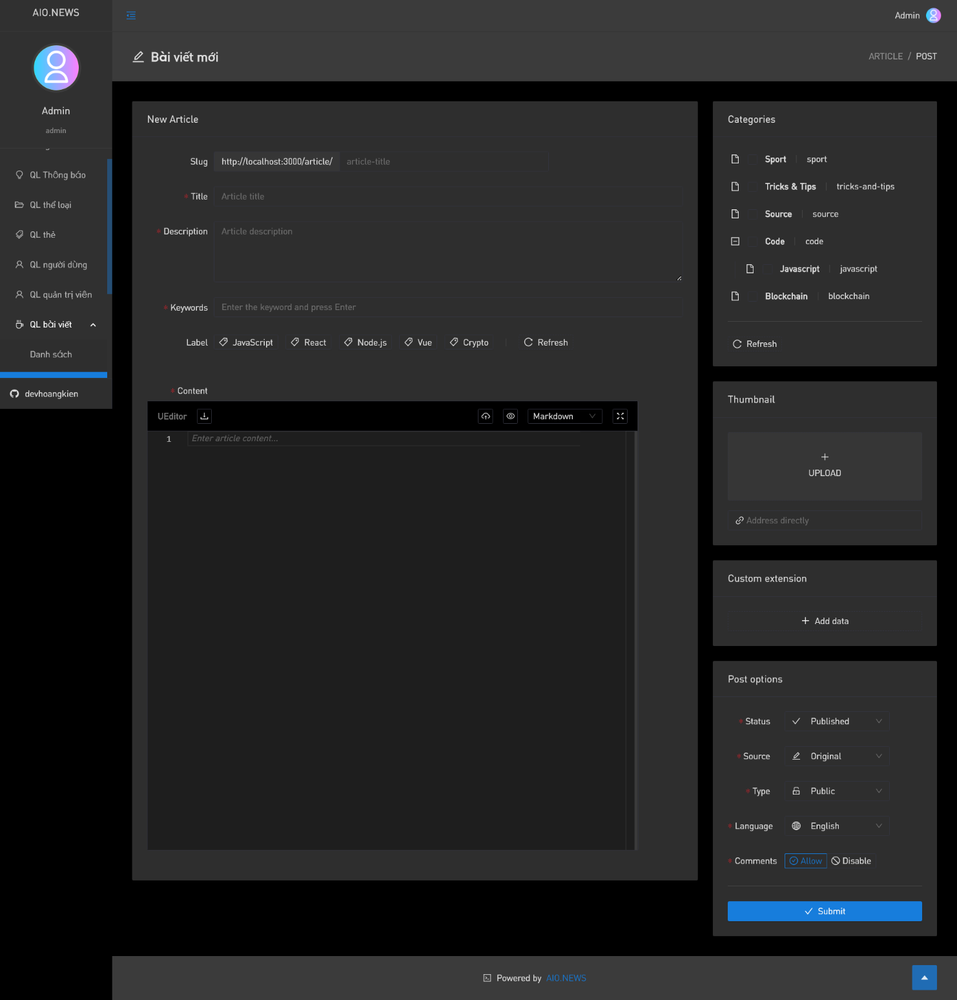 AIO.NEWS
Admin
Admin
admin
QL Thông báo
QL thể loại
QL thẻ
QL người dùng
QL quản trị viên
QL bài viết
Danh sách
devhoangkien
Bài viết mới
ARTICLE / POST
New Article
Slug http://localhost:3000/article/ article-title
* Title Article title
* Description Article description
* Keywords Enter the keyword and press Enter
Label JavaScript React Node.js Vue Crypto Refresh
* Content
UEditor Markdown
1 Enter article content...
Categories
Sport sport
Tricks & Tips tricks-and-tips
Source source
Code code
Javascript javascript
Blockchain blockchain
Refresh
Thumbnail
UPLOAD
Address directly
Custom extension
Add data
Post options
* Status Published
* Source Original
* Type Public
* Language English
* Comments Allow Disable
Submit
Powered by AIO.NEWS